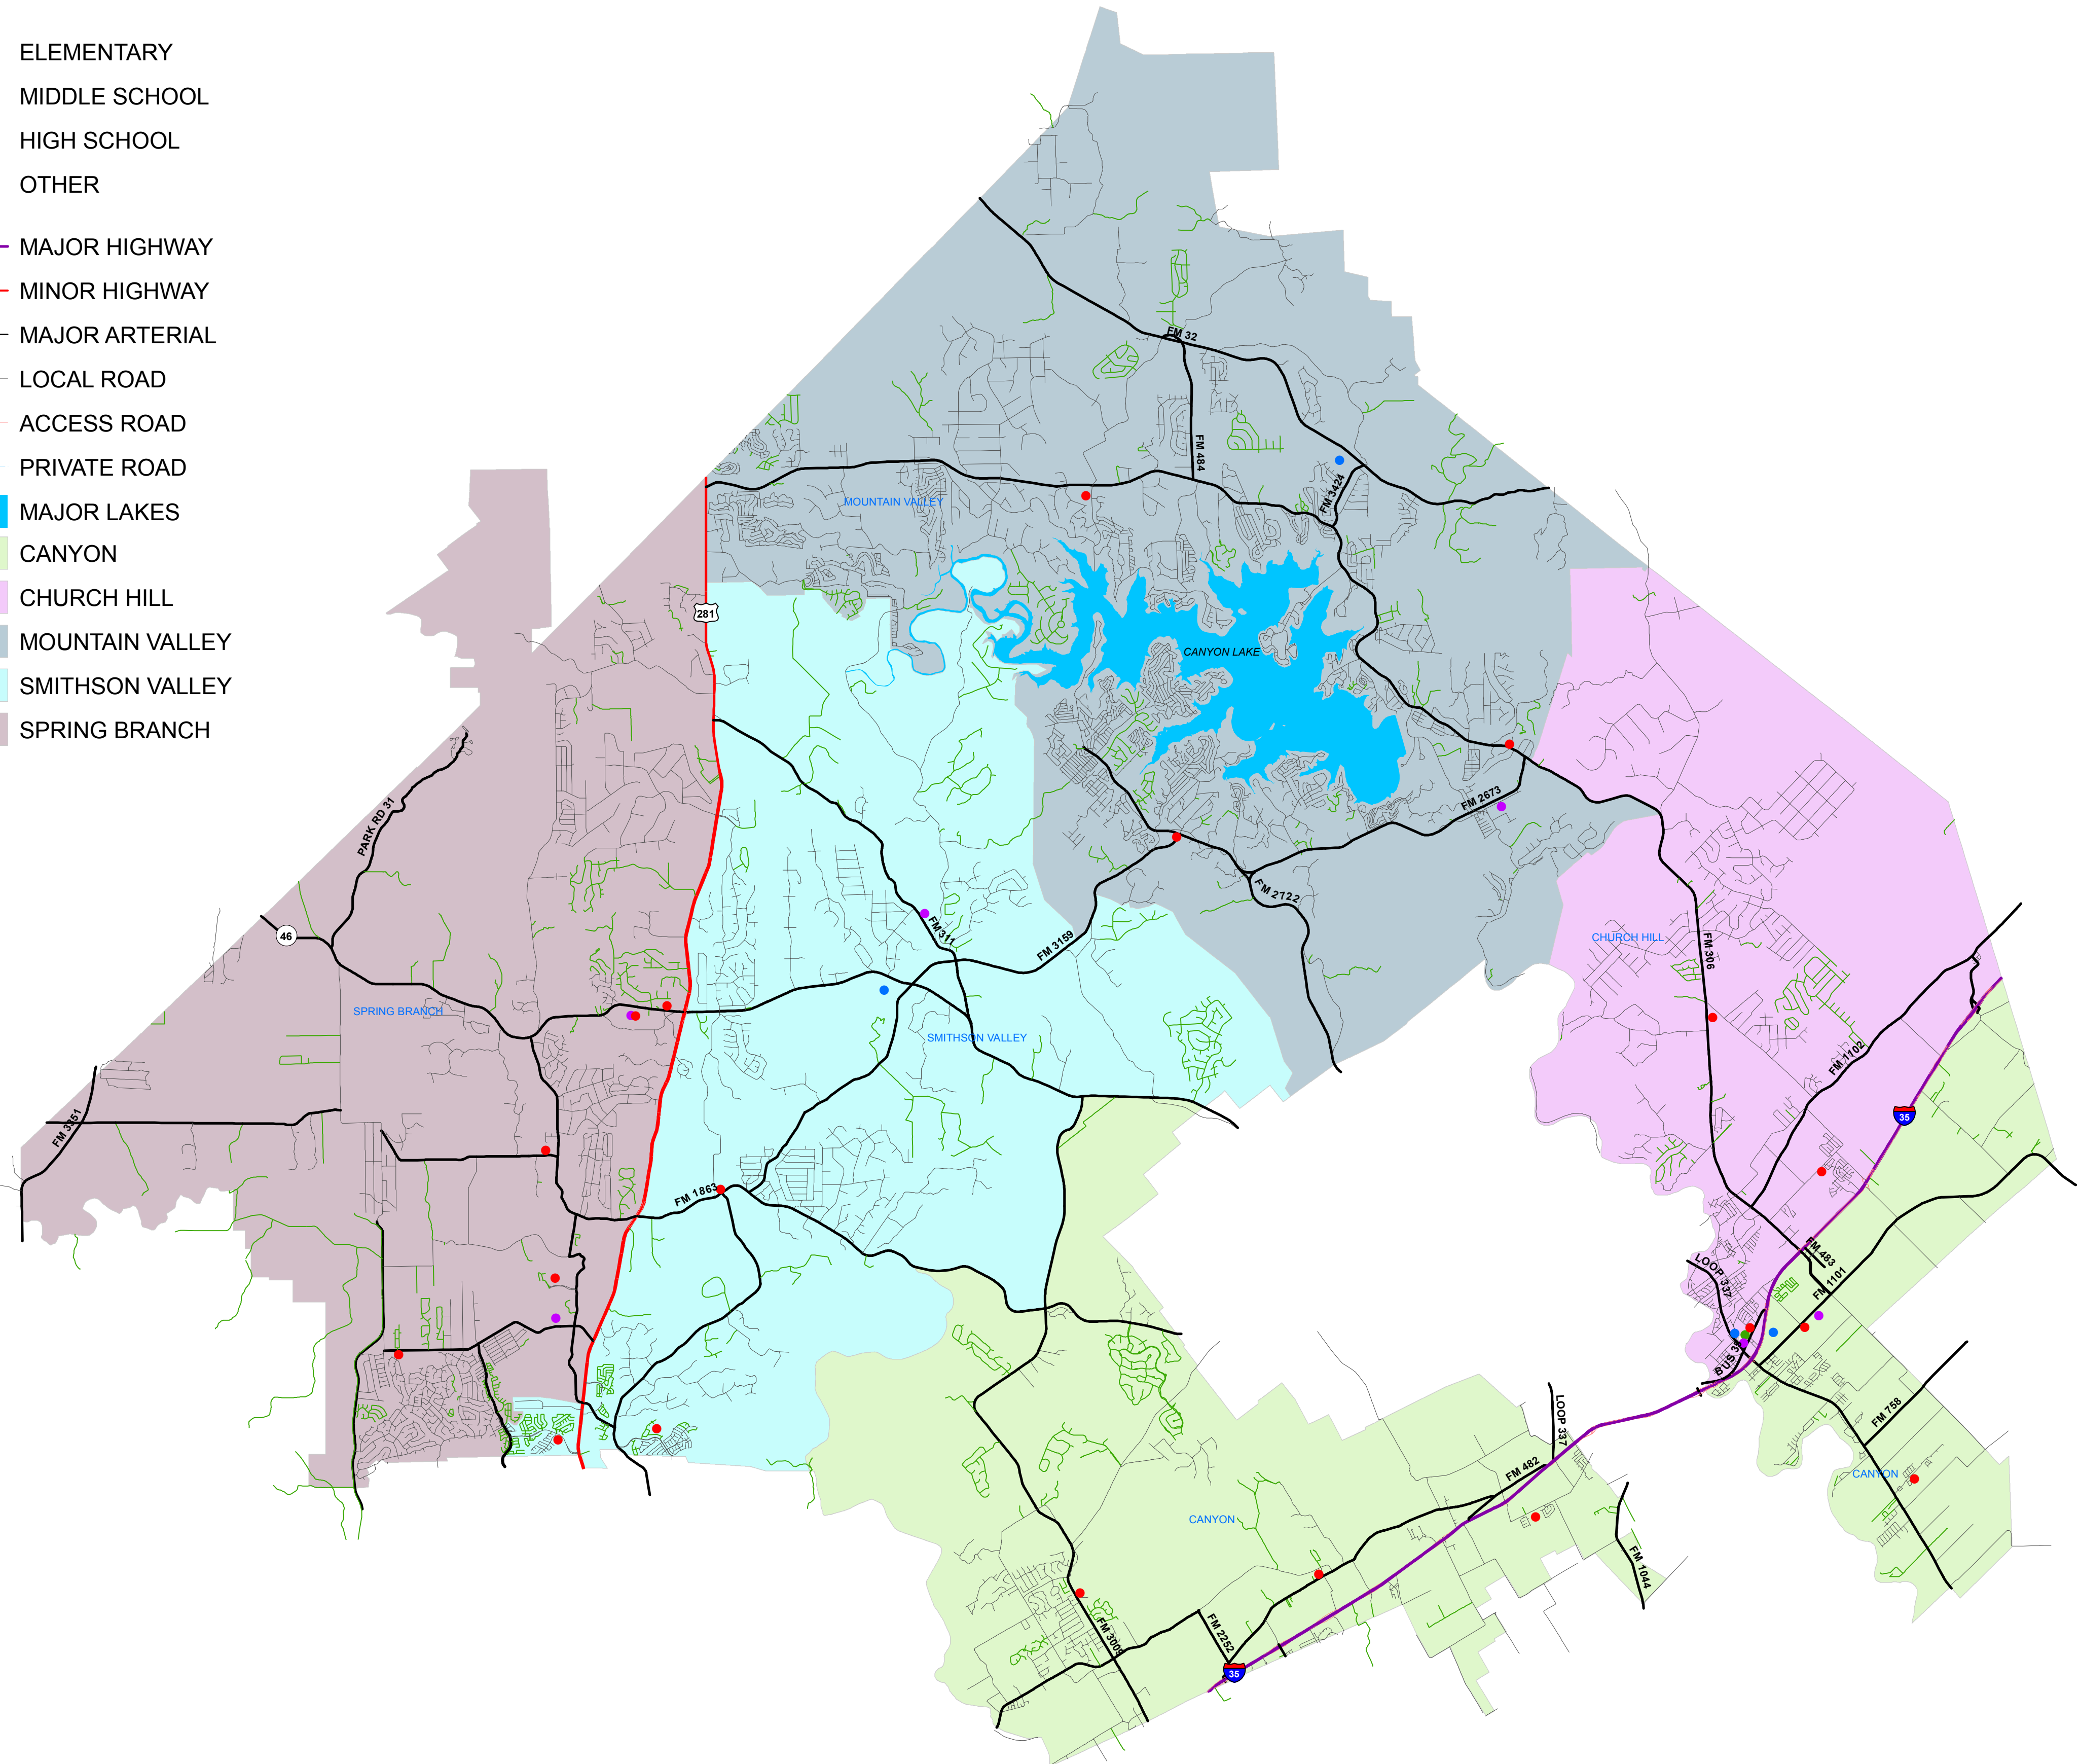 ELEMENTARY
MIDDLE SCHOOL
HIGH SCHOOL
OTHER
MAJOR HIGHWAY
MINOR HIGHWAY
MAJOR ARTERIAL
LOCAL ROAD
ACCESS ROAD
PRIVATE ROAD
MAJOR LAKES
CANYON
CHURCH HILL
MOUNTAIN VALLEY
SMITHSON VALLEY
SPRING BRANCH
FM 32
FM 484
FM 3424
MOUNTAIN VALLEY
281
CANYON LAKE
PARK RD 31
FM 2673
FM 2722
46
FM 311
FM 3159
CHURCH HILL
FM 306
SPRING BRANCH
SMITHSON VALLEY
FM 1102
35
FM 3351
FM 1863
LOOP 337
FM 483
FM 1101
BUS 35
FM 758
LOOP 337
FM 482
CANYON
CANYON
FM 1044
FM 3009
FM 2252
35